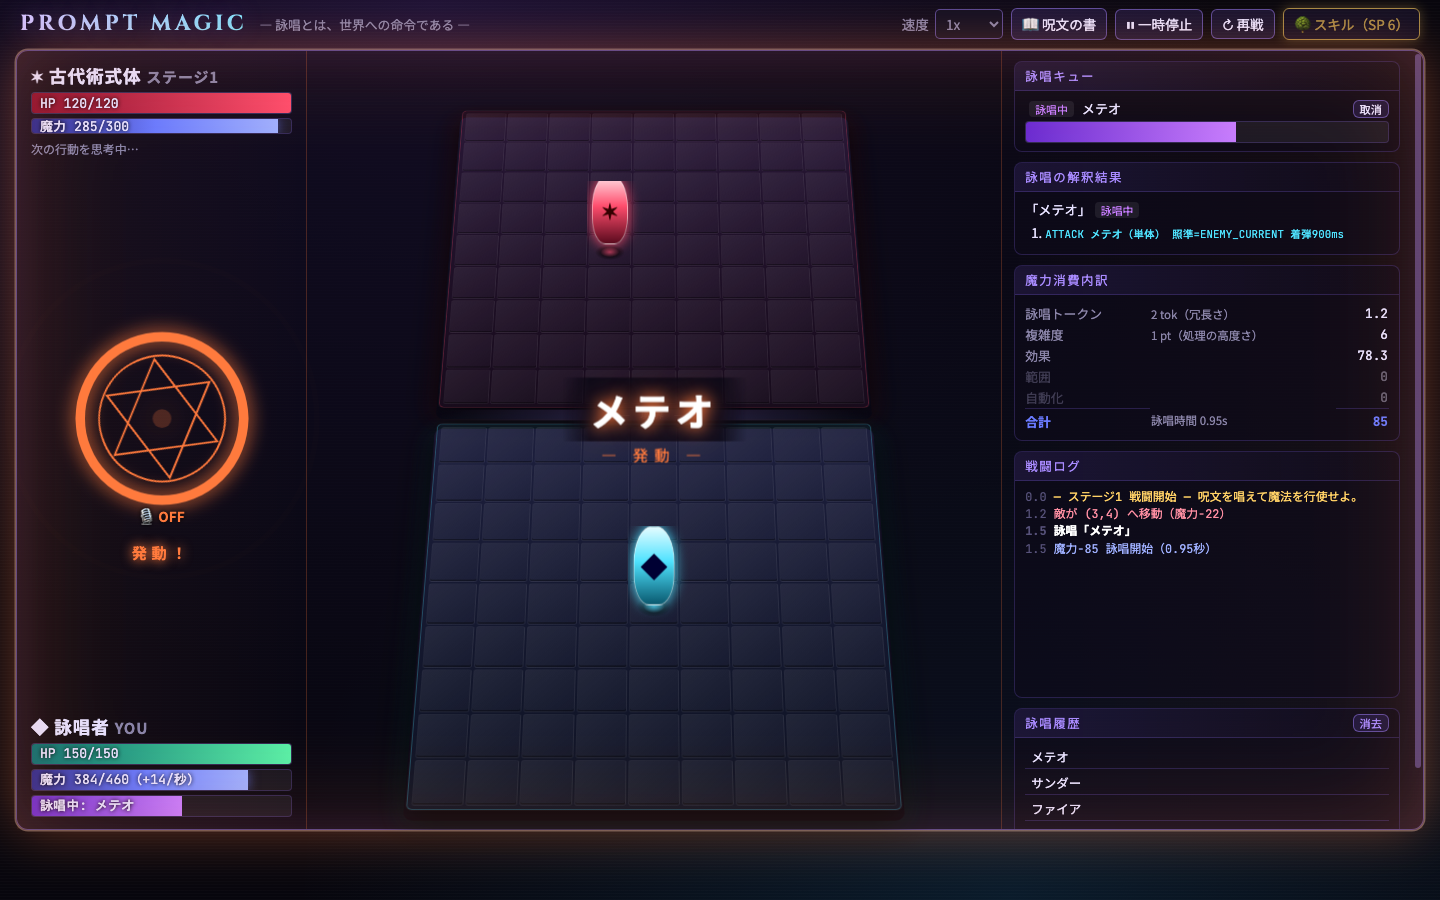 PROMPT MAGIC
― 詠唱とは、世界への命令である ―
速度 1x 📖 呪文の書 ⏸ 一時停止 ↻ 再戦 🌳 スキル（SP 6）
✶ 古代術式体 ステージ1
HP 120/120
魔力 285/300
次の行動を思考中…
🎙 OFF
発動！
◆ 詠唱者 YOU
HP 150/150
魔力 384/460 (+14/秒)
詠唱中: メテオ
メテオ
― 発動 ―
詠唱キュー
詠唱中 メテオ 取消
詠唱の解釈結果
「メテオ」 詠唱中
1. ATTACK メテオ（単体） 照準=ENEMY_CURRENT 着弾900ms
魔力消費内訳
詠唱トークン 2 tok（冗長さ） 1.2
複雑度 1 pt（処理の高度さ） 6
効果 78.3
範囲 0
自動化 0
合計 詠唱時間 0.95s 85
戦闘ログ
0.0 ― ステージ1 戦闘開始 ― 呪文を唱えて魔法を行使せよ。
1.2 敵が (3,4) へ移動（魔力-22）
1.5 詠唱「メテオ」
1.5 魔力-85 詠唱開始（0.95秒）
詠唱履歴 消去
メテオ
サンダー
ファイア